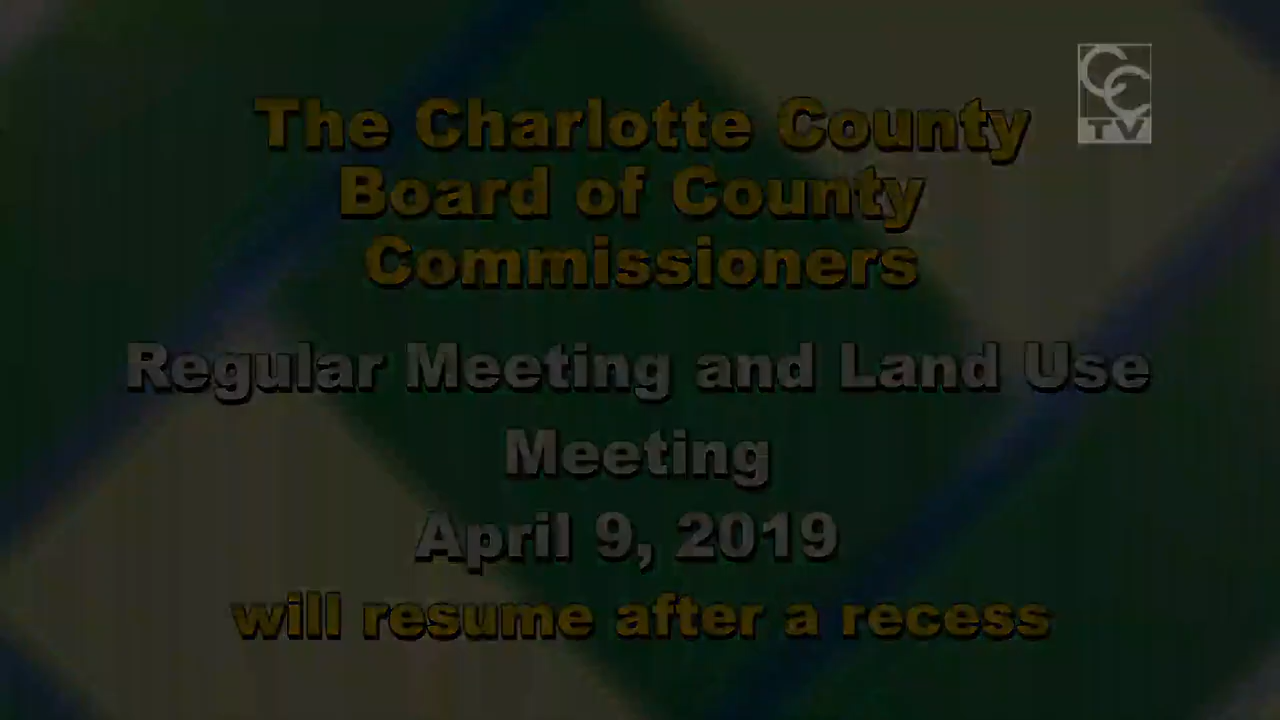 CC
TV
The Charlotte County
Board of County
Commissioners
Regular Meeting and Land Use
Meeting
April 9, 2019
will resume after a recess